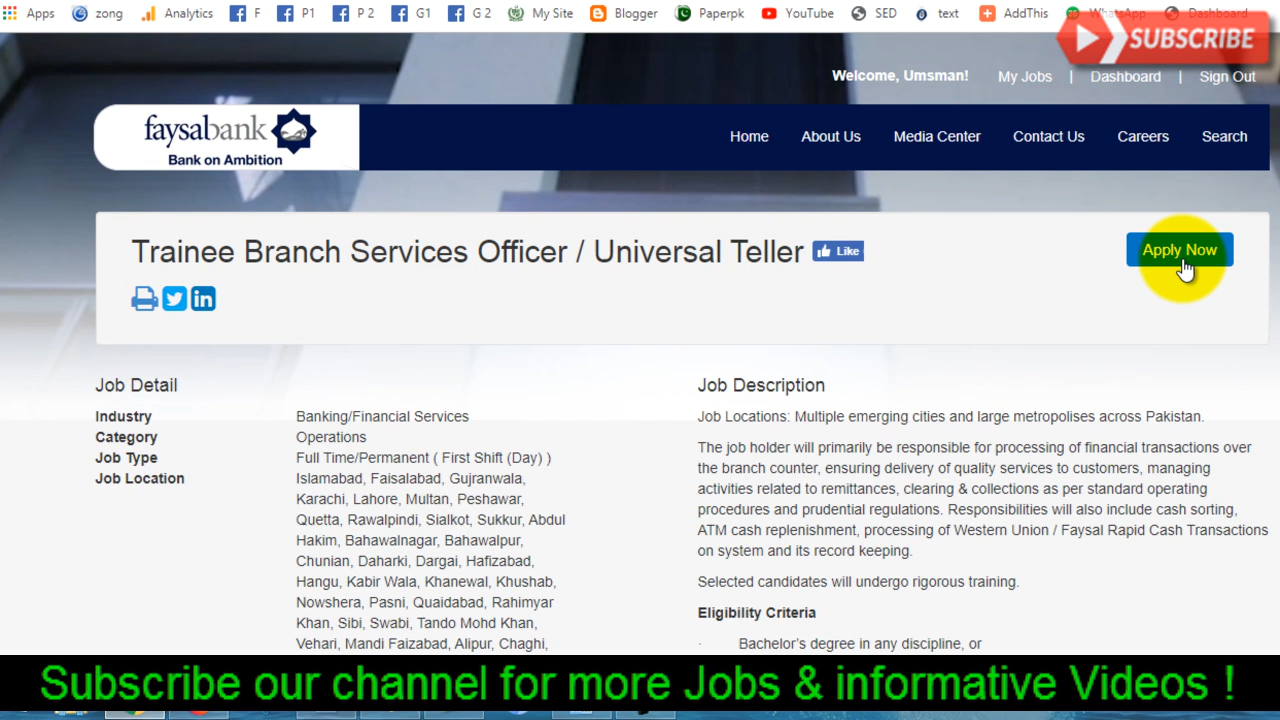 Apps zong Analytics F P1 P 2 G1 G 2 My Site Blogger Paperpk YouTube SED text AddThis WhatsApp Dashboard
SUBSCRIBE
Welcome, Umsman! My Jobs | Dashboard | Sign Out
faysabank
Bank on Ambition
Home About Us Media Center Contact Us Careers Search
Trainee Branch Services Officer / Universal Teller Like
Apply Now
in
Job Detail
Industry Banking/Financial Services
Category Operations
Job Type Full Time/Permanent ( First Shift (Day) )
Job Location Islamabad, Faisalabad, Gujranwala,
Karachi, Lahore, Multan, Peshawar,
Quetta, Rawalpindi, Sialkot, Sukkur, Abdul
Hakim, Bahawalnagar, Bahawalpur,
Chunian, Daharki, Dargai, Hafizabad,
Hangu, Kabir Wala, Khanewal, Khushab,
Nowshera, Pasni, Quaidabad, Rahimyar
Khan, Sibi, Swabi, Tando Mohd Khan,
Vehari, Mandi Faizabad, Alipur, Chaghi,
Job Description
Job Locations: Multiple emerging cities and large metropolises across Pakistan.
The job holder will primarily be responsible for processing of financial transactions over
the branch counter, ensuring delivery of quality services to customers, managing
activities related to remittances, clearing & collections as per standard operating
procedures and prudential regulations. Responsibilities will also include cash sorting,
ATM cash replenishment, processing of Western Union / Faysal Rapid Cash Transactions
on system and its record keeping.
Selected candidates will undergo rigorous training.
Eligibility Criteria
· Bachelor's degree in any discipline, or
Subscribe our channel for more Jobs & informative Videos !